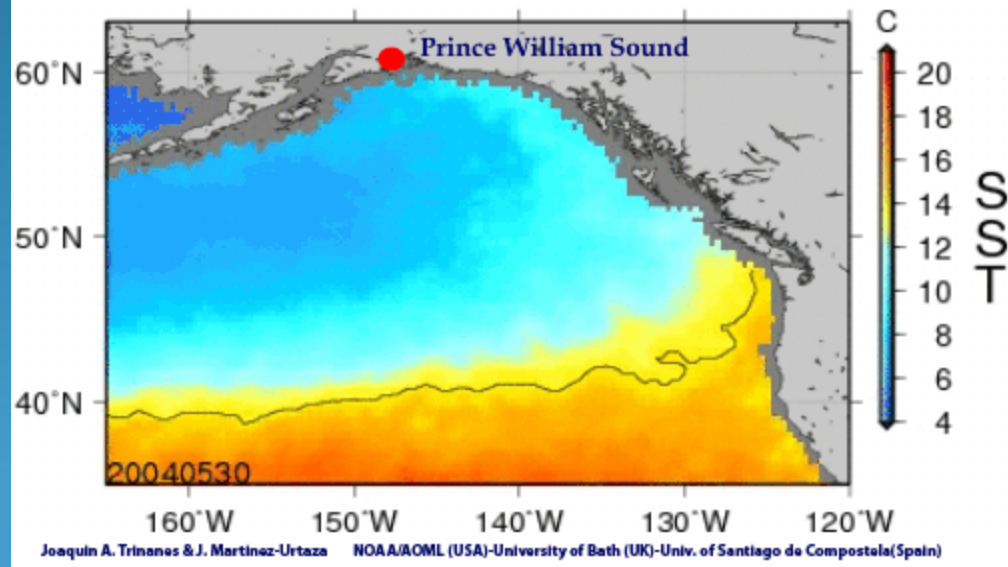 C
Prince William Sound
60°N
50°N
40°N
20
18
16
14
12
10
8
6
4
S
S
T
20040530
160°W 150°W 140°W 130°W 120°W
Joaquin A. Trinanes & J. Martinez-Urtaza NOAA/AOML (USA)-University of Bath (UK)-Univ. of Santiago de Compostela(Spain)